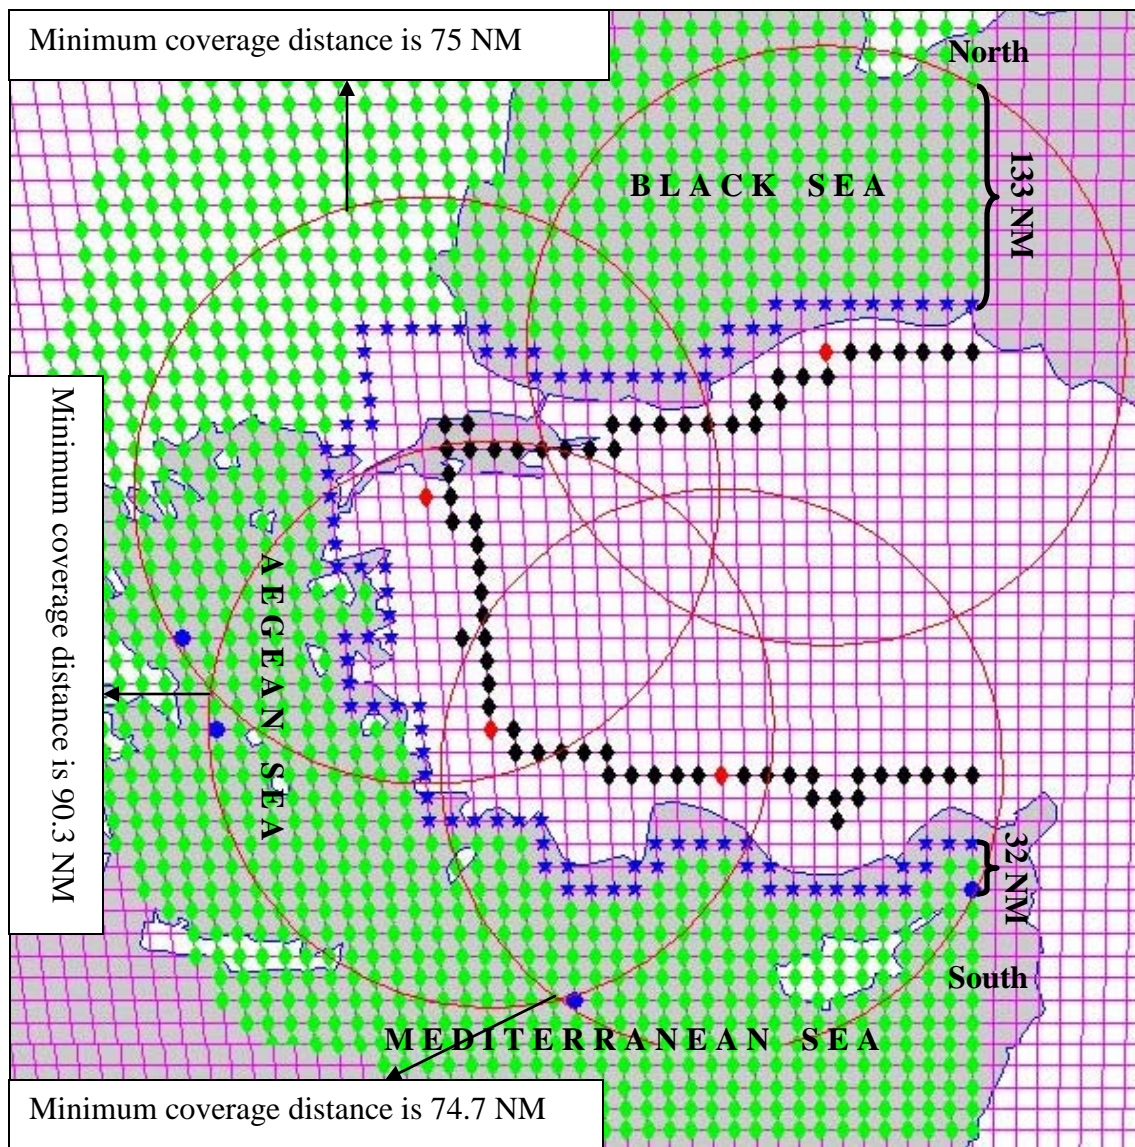 Minimum coverage distance is 75 NM
North
BLACK SEA
133 NM
Minimum coverage distance is 90.3 NM
AEGEAN SEA
32 NM
South
MEDITERRANEAN SEA
Minimum coverage distance is 74.7 NM